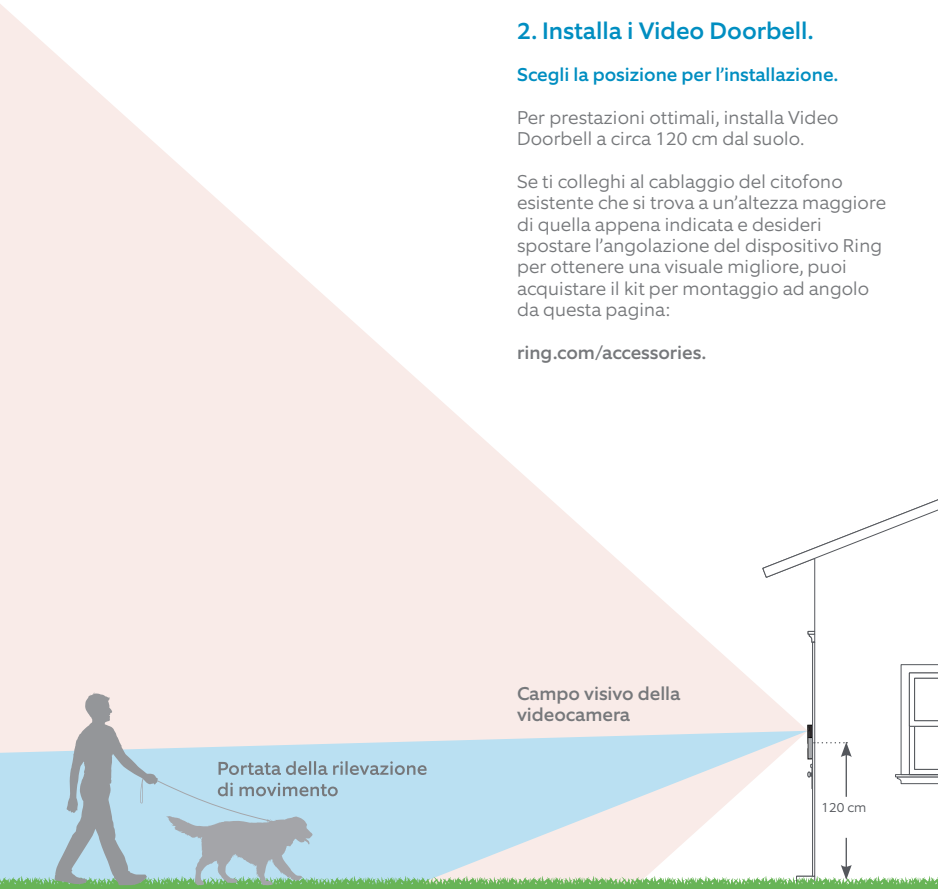 2. Installa i Video Doorbell.
Scegli la posizione per l’installazione.
Per prestazioni ottimali, installa Video
Doorbell a circa 120 cm dal suolo.
Se ti colleghi al cablaggio del citofono
esistente che si trova a un’altezza maggiore
di quella appena indicata e desideri
spostare l’angolazione del dispositivo Ring
per ottenere una visuale migliore, puoi
acquistare il kit per montaggio ad angolo
da questa pagina:
ring.com/accessories.
Campo visivo della
videocamera
Portata della rilevazione
di movimento
120 cm